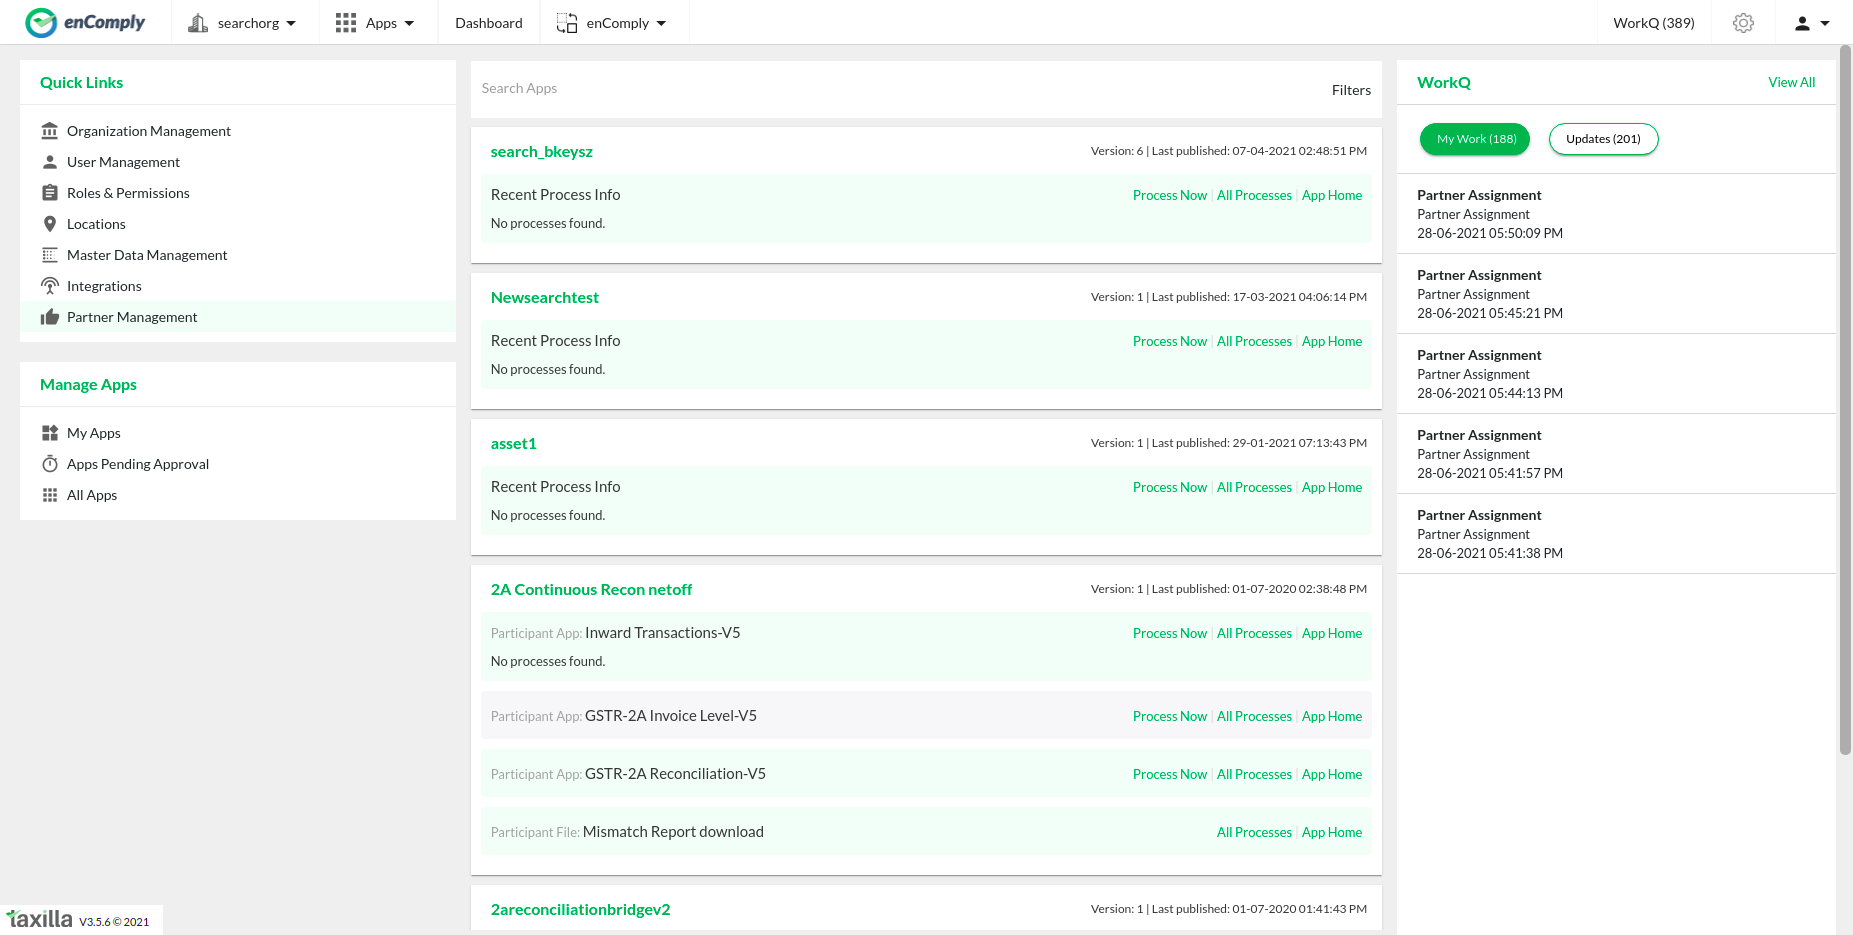 enComply
searchorg
Apps
Dashboard
enComply
WorkQ (389)
Quick Links
Organization Management
User Management
Roles & Permissions
Locations
Master Data Management
Integrations
Partner Management
Manage Apps
My Apps
Apps Pending Approval
All Apps
Search Apps
Filters
search_bkeysz
Version: 6 | Last published: 07-04-2021 02:48:51 PM
Recent Process Info
Process Now | All Processes | App Home
No processes found.
Newsearchtest
Version: 1 | Last published: 17-03-2021 04:06:14 PM
Recent Process Info
Process Now | All Processes | App Home
No processes found.
asset1
Version: 1 | Last published: 29-01-2021 07:13:43 PM
Recent Process Info
Process Now | All Processes | App Home
No processes found.
2A Continuous Recon netoff
Version: 1 | Last published: 01-07-2020 02:38:48 PM
Participant App: Inward Transactions-V5
Process Now | All Processes | App Home
No processes found.
Participant App: GSTR-2A Invoice Level-V5
Process Now | All Processes | App Home
Participant App: GSTR-2A Reconciliation-V5
Process Now | All Processes | App Home
Participant File: Mismatch Report download
All Processes | App Home
2areconciliationbridgev2
Version: 1 | Last published: 01-07-2020 01:41:43 PM
WorkQ
View All
My Work (188)
Updates (201)
Partner Assignment
Partner Assignment
28-06-2021 05:50:09 PM
Partner Assignment
Partner Assignment
28-06-2021 05:45:21 PM
Partner Assignment
Partner Assignment
28-06-2021 05:44:13 PM
Partner Assignment
Partner Assignment
28-06-2021 05:41:57 PM
Partner Assignment
Partner Assignment
28-06-2021 05:41:38 PM
taxilla V3.5.6 © 2021